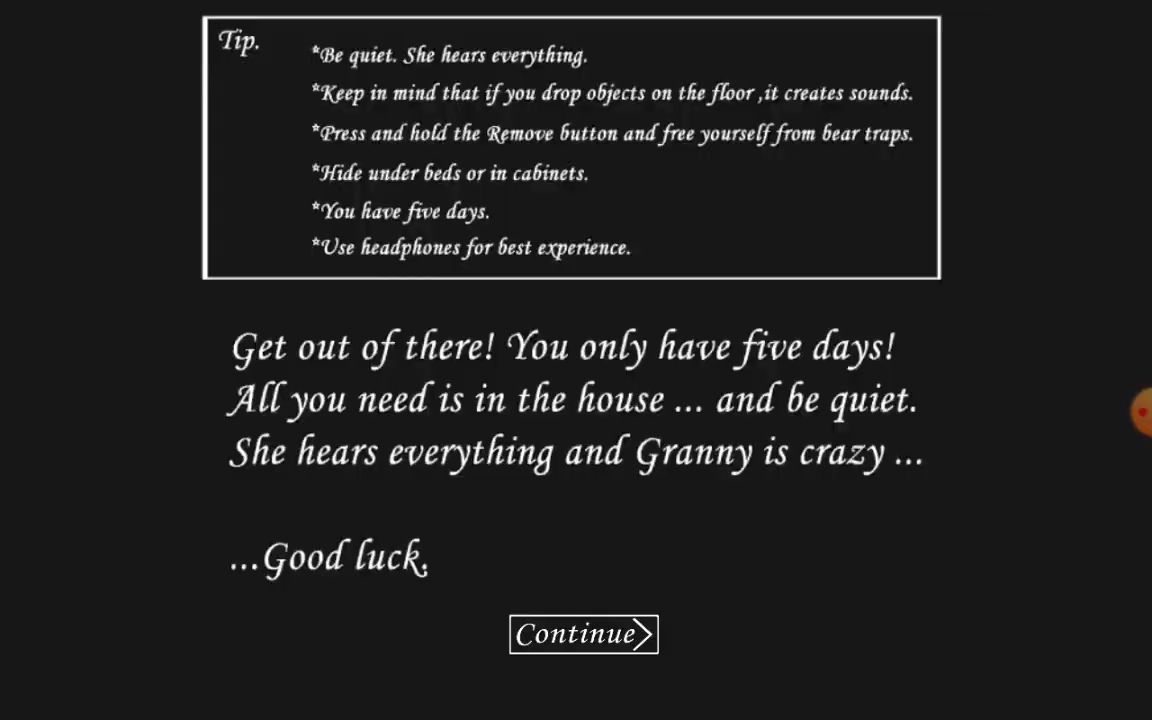 Tip.
*Be quiet. She hears everything.
*Keep in mind that if you drop objects on the floor ,it creates sounds.
*Press and hold the Remove button and free yourself from bear traps.
*Hide under beds or in cabinets.
*You have five days.
*Use headphones for best experience.
Get out of there! You only have five days!
All you need is in the house ... and be quiet.
She hears everything and Granny is crazy ...
...Good luck.
Continue